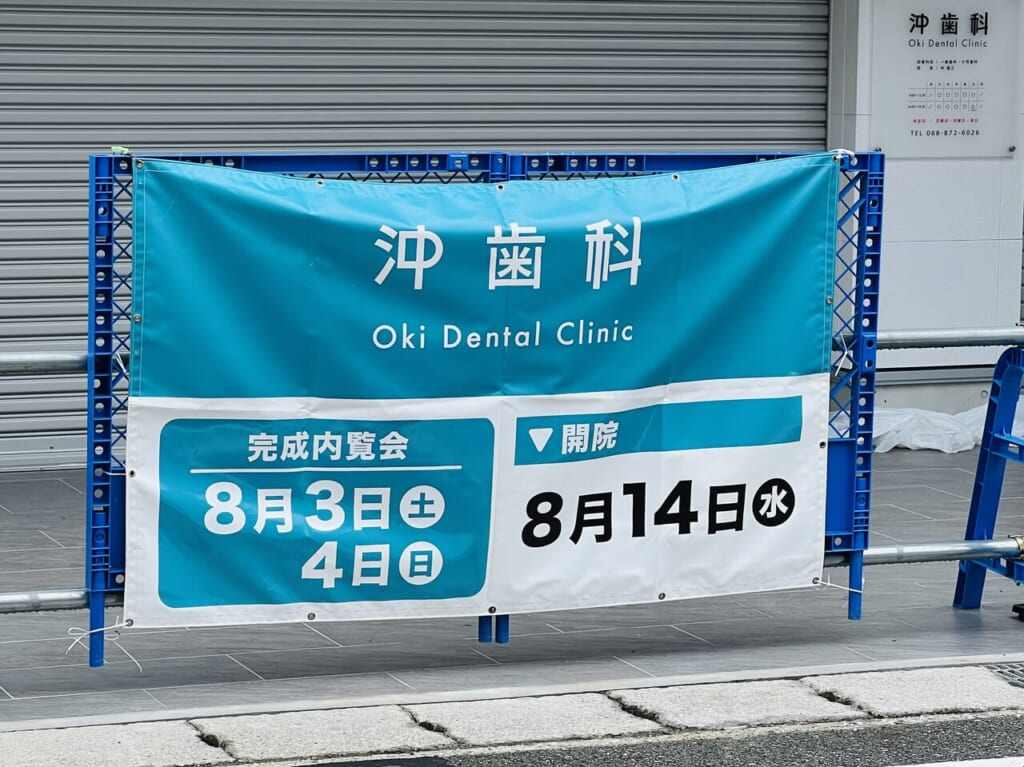 沖歯科
Oki Dental Clinic
TEL 088-872-6026
沖歯科
Oki Dental Clinic
完成内覧会
8月3日土
4日日
▼開院
8月14日水